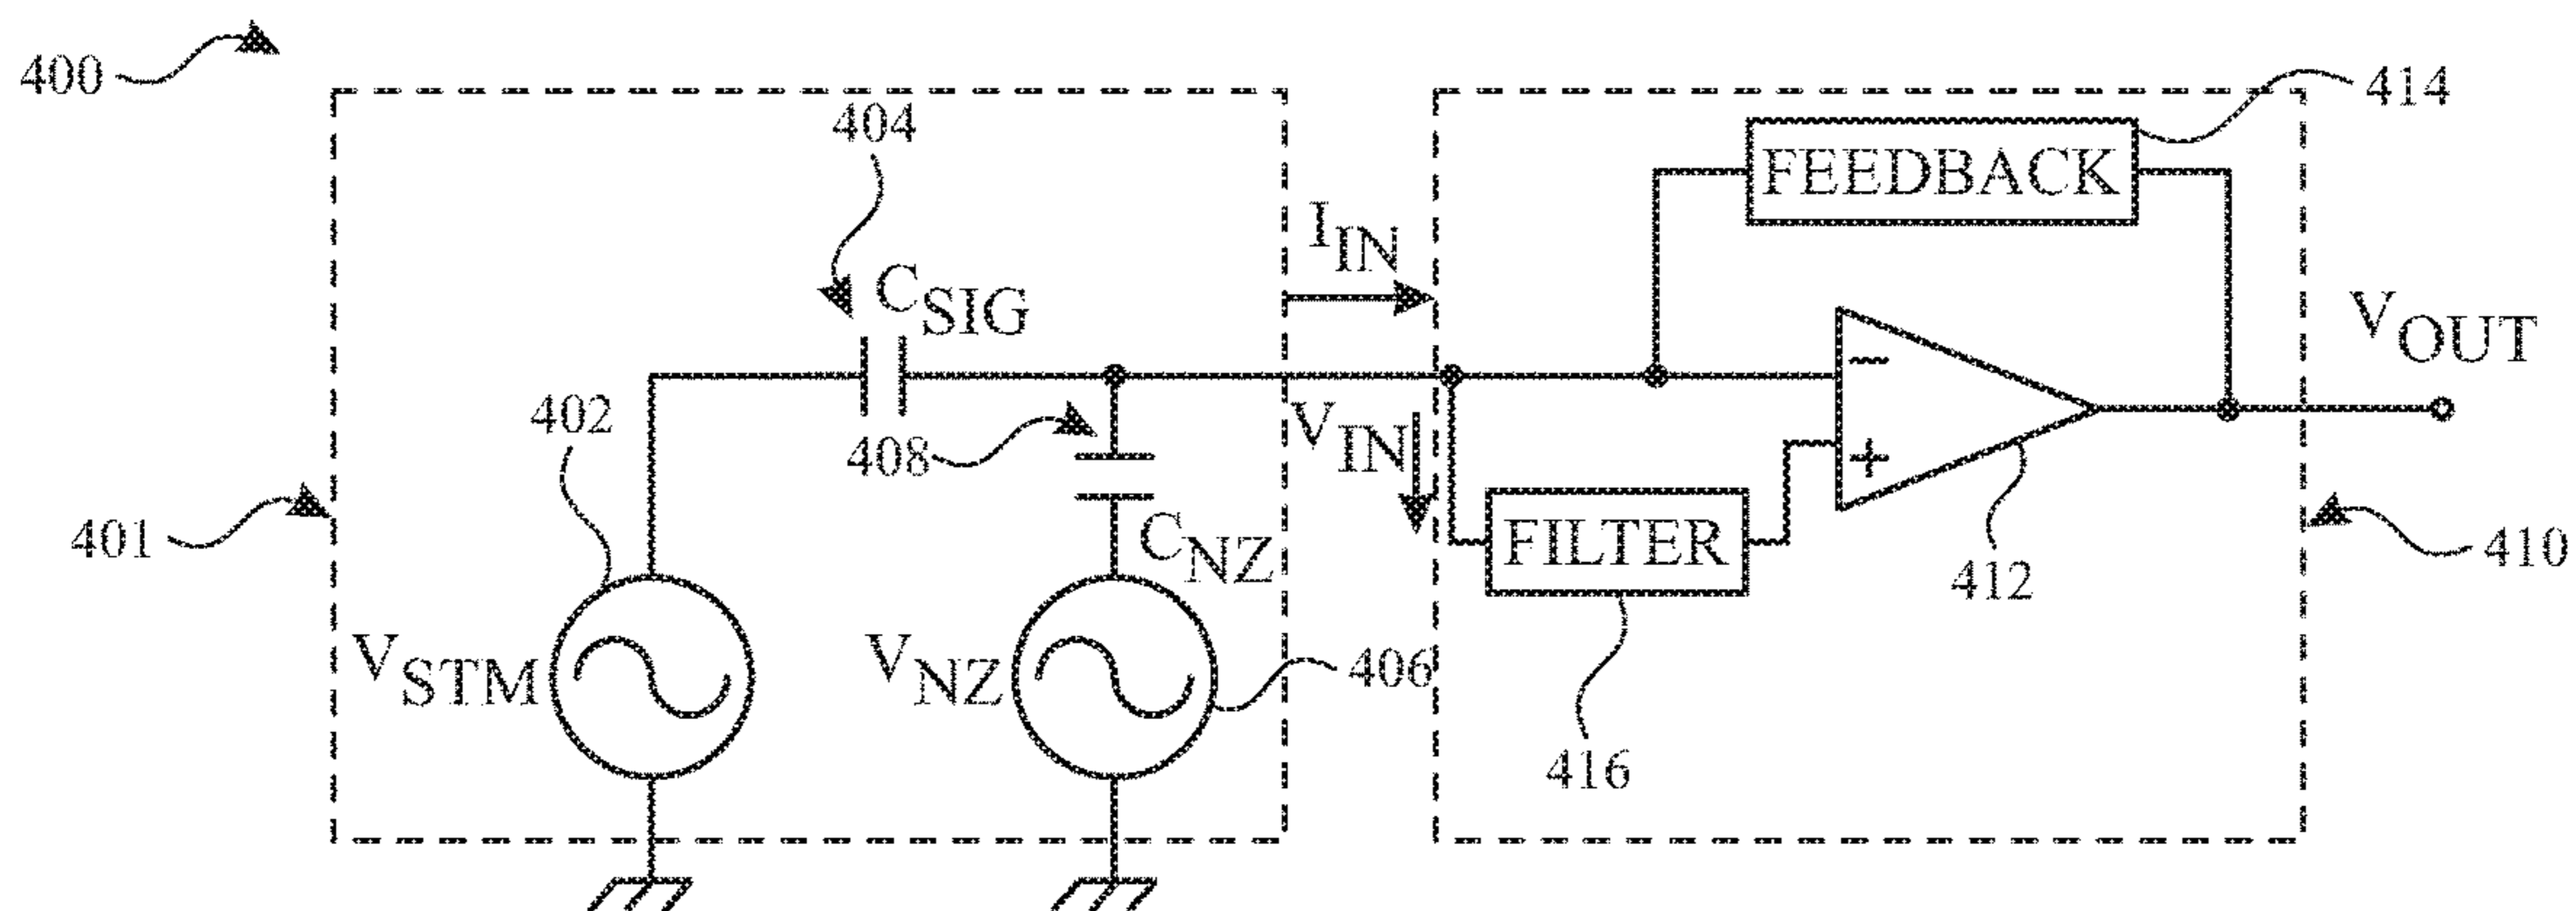 400
404
414
FEEDBACK
I_IN
C_SIG
V_OUT
402
408
V_IN
−
+
401
C_NZ
FILTER
412
410
V_STM
V_NZ
406
416